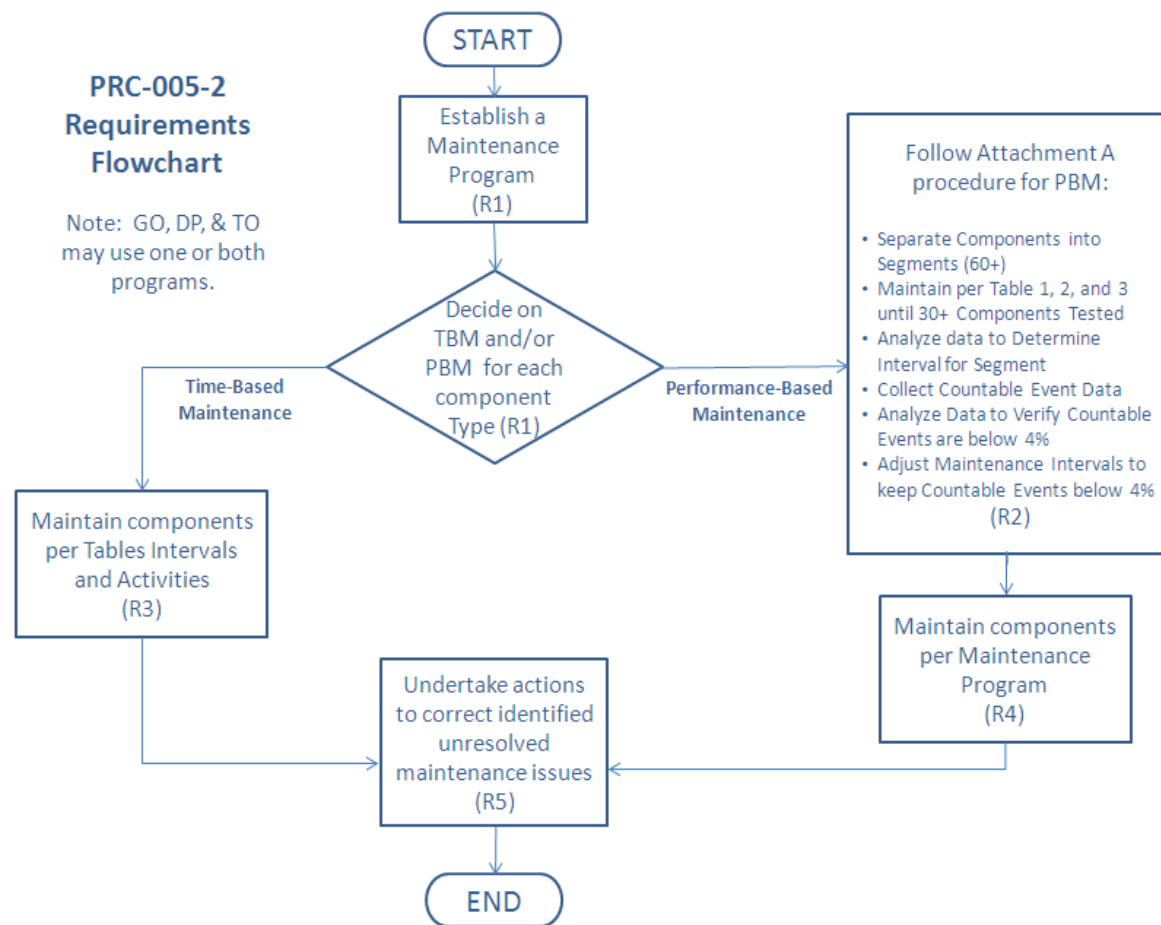 START
PRC-005-2
Requirements
Flowchart
Note:  GO, DP, & TO
may use one or both
programs.
Establish a
Maintenance
Program
(R1)
Decide on
TBM and/or
PBM  for each
component
Type (R1)
Time-Based
Maintenance
Performance-Based
Maintenance
Follow Attachment A
procedure for PBM:
• Separate Components into
Segments (60+)
• Maintain per Table 1, 2, and 3
until 30+ Components Tested
• Analyze data to Determine
Interval for Segment
• Collect Countable Event Data
• Analyze Data to Verify Countable
Events are below 4%
• Adjust Maintenance Intervals to
keep Countable Events below 4%
(R2)
Maintain components
per Tables Intervals
and Activities
(R3)
Maintain components
per Maintenance
Program
(R4)
Undertake actions
to correct identified
unresolved
maintenance issues
(R5)
END